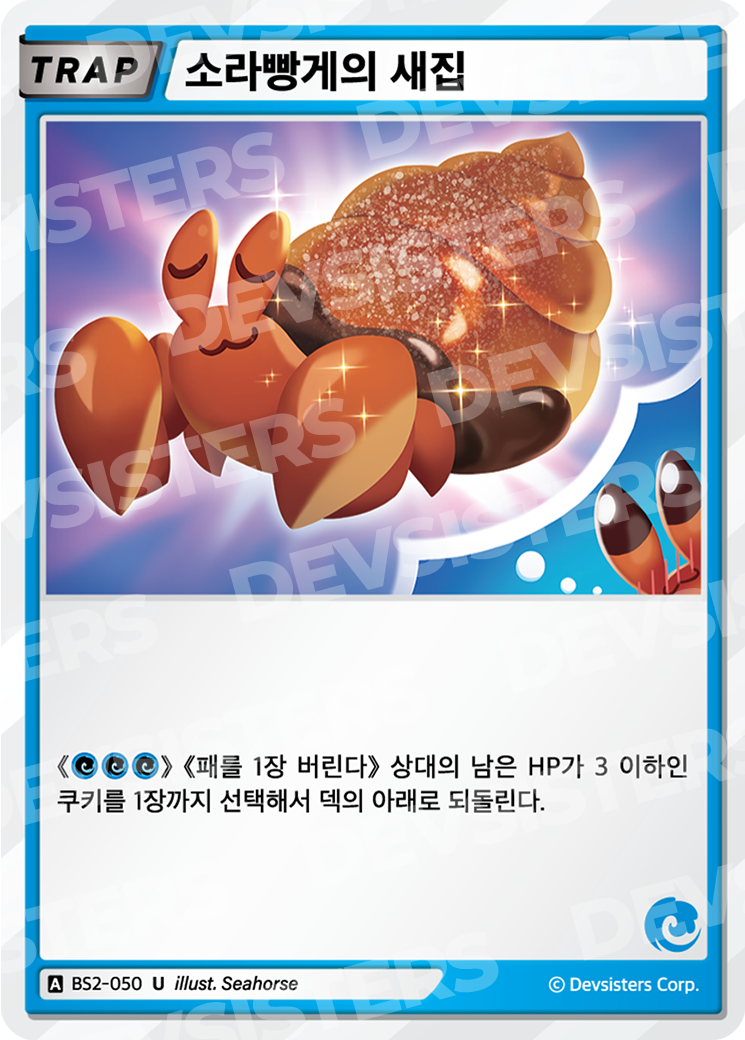 TRAP 소라빵게의 새집
《》《패를 1장 버린다》 상대의 남은 HP가 3 이하인
쿠키를 1장까지 선택해서 덱의 아래로 되돌린다.
A BS2-050 U illust. Seahorse
© Devsisters Corp.
DEVSISTERS